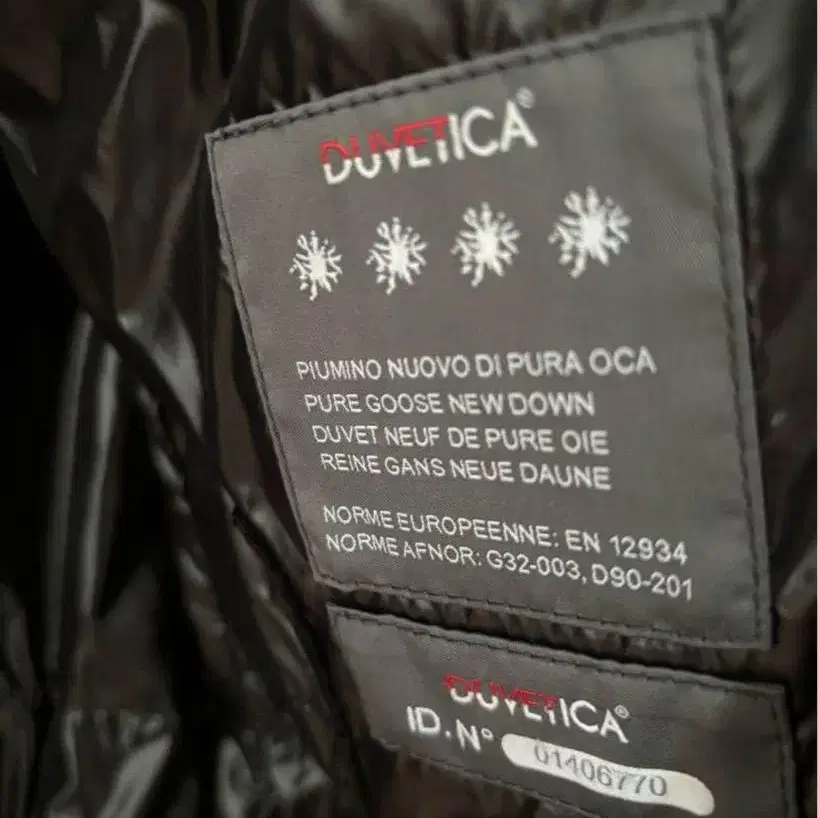 DUVETICA®
PIUMINO NUOVO DI PURA OCA
PURE GOOSE NEW DOWN
DUVET NEUF DE PURE OIE
REINE GANS NEUE DAUNE
NORME EUROPEENNE: EN 12934
NORME AFNOR: G32-003, D90-201
DUVETICA®
ID. N° 01406770